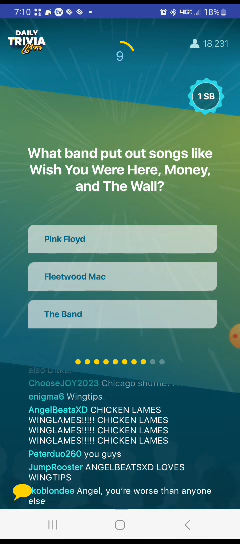 7:10
18%
DAILY
TRIVIA
Live
9
18,231
1 SB
What band put out songs like
Wish You Were Here, Money,
and The Wall?
Pink Floyd
Fleetwood Mac
The Band
ChooseJOY2023 Chicago
enigma6 Wingtips
AngelBeatsXD CHICKEN LAMES
WINGLAMES!!!!! CHICKEN LAMES
WINGLAMES!!!!! CHICKEN LAMES
WINGLAMES!!!!! CHICKEN LAMES
Peterduo260 you guys
JumpRooster ANGELBEATSXD LOVES
WINGTIPS
koblondee Angel, you're worse than anyone
else